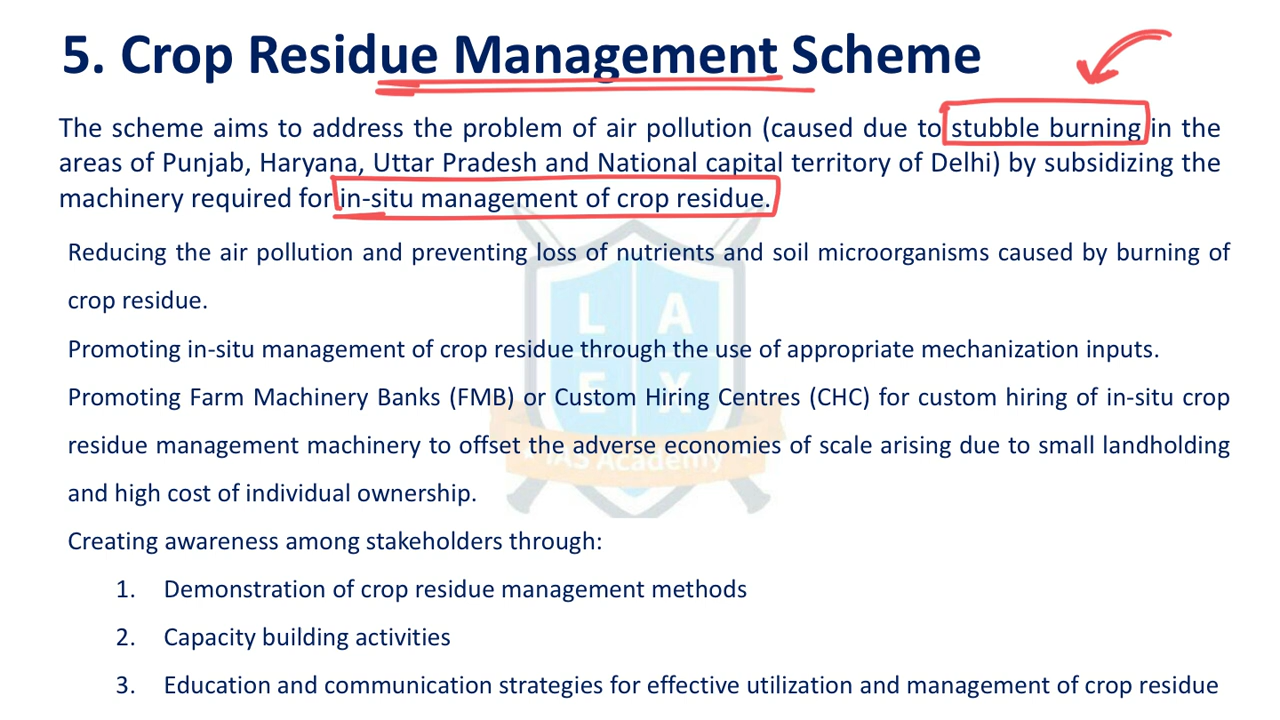 5. Crop Residue Management Scheme
The scheme aims to address the problem of air pollution (caused due to stubble burning in the
areas of Punjab, Haryana, Uttar Pradesh and National capital territory of Delhi) by subsidizing the
machinery required for in-situ management of crop residue.
Reducing the air pollution and preventing loss of nutrients and soil microorganisms caused by burning of
crop residue.
Promoting in-situ management of crop residue through the use of appropriate mechanization inputs.
Promoting Farm Machinery Banks (FMB) or Custom Hiring Centres (CHC) for custom hiring of in-situ crop
residue management machinery to offset the adverse economies of scale arising due to small landholding
and high cost of individual ownership.
Creating awareness among stakeholders through:
1. Demonstration of crop residue management methods
2. Capacity building activities
3. Education and communication strategies for effective utilization and management of crop residue
L A
E X
IAS Academy